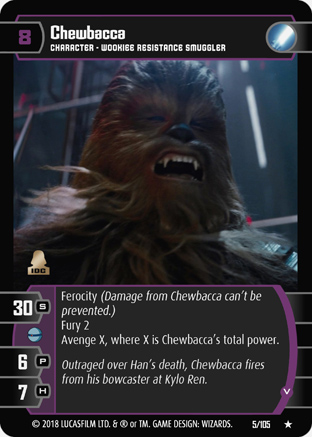 8 Chewbacca
CHARACTER - WOOKIEE RESISTANCE SMUGGLER
IDC
30 S
Ferocity (Damage from Chewbacca can't be
prevented.)
Fury 2
Avenge X, where X is Chewbacca's total power.
6 P
7 H
Outraged over Han's death, Chewbacca fires
from his bowcaster at Kylo Ren.
V
© 2018 LUCASFILM LTD. & ® or TM. GAME DESIGN: WIZARDS. 5/105 ★